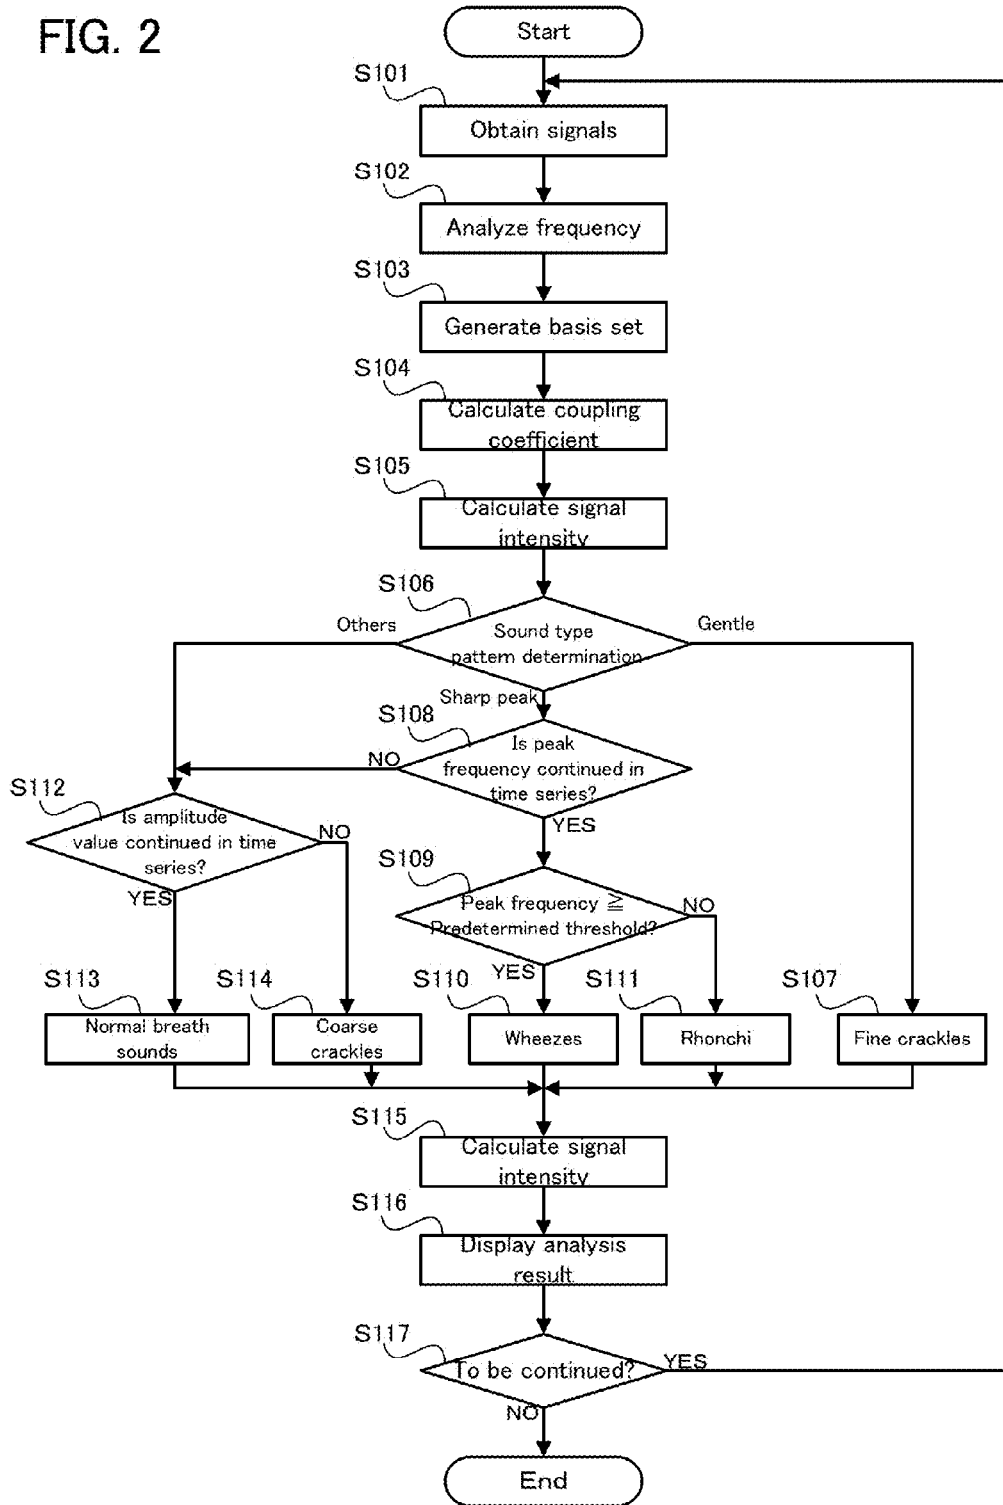 FIG. 2
Start
S101
Obtain signals
S102
Analyze frequency
S103
Generate basis set
S104
Calculate coupling
coefficient
S105
Calculate signal
intensity
S106
Others
Sound type
pattern determination
Gentle
Sharp peak
S108
Is peak
frequency continued in
time series?
NO
YES
S112
Is amplitude
value continued in time
series?
NO
YES
S109
Peak frequency ≧
Predetermined threshold?
NO
YES
S113
Normal breath
sounds
S114
Coarse
crackles
S110
Wheezes
S111
Rhonchi
S107
Fine crackles
S115
Calculate signal
intensity
S116
Display analysis
result
S117
To be continued?
YES
NO
End